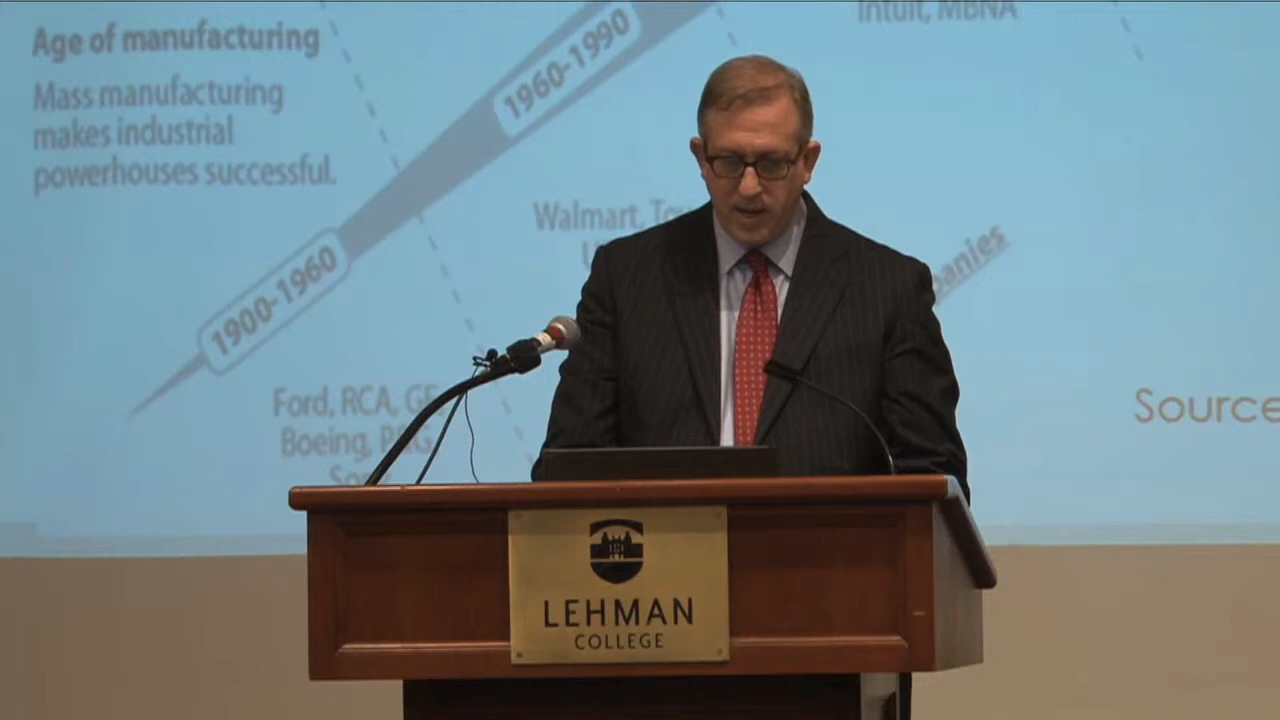 Age of manufacturing
Mass manufacturing
makes industrial
powerhouses successful.
1900-1960
1960-1990
Intuit, MBNA
Walmart,
Ford, RCA,
Boeing, P&G,
Source
LEHMAN
COLLEGE